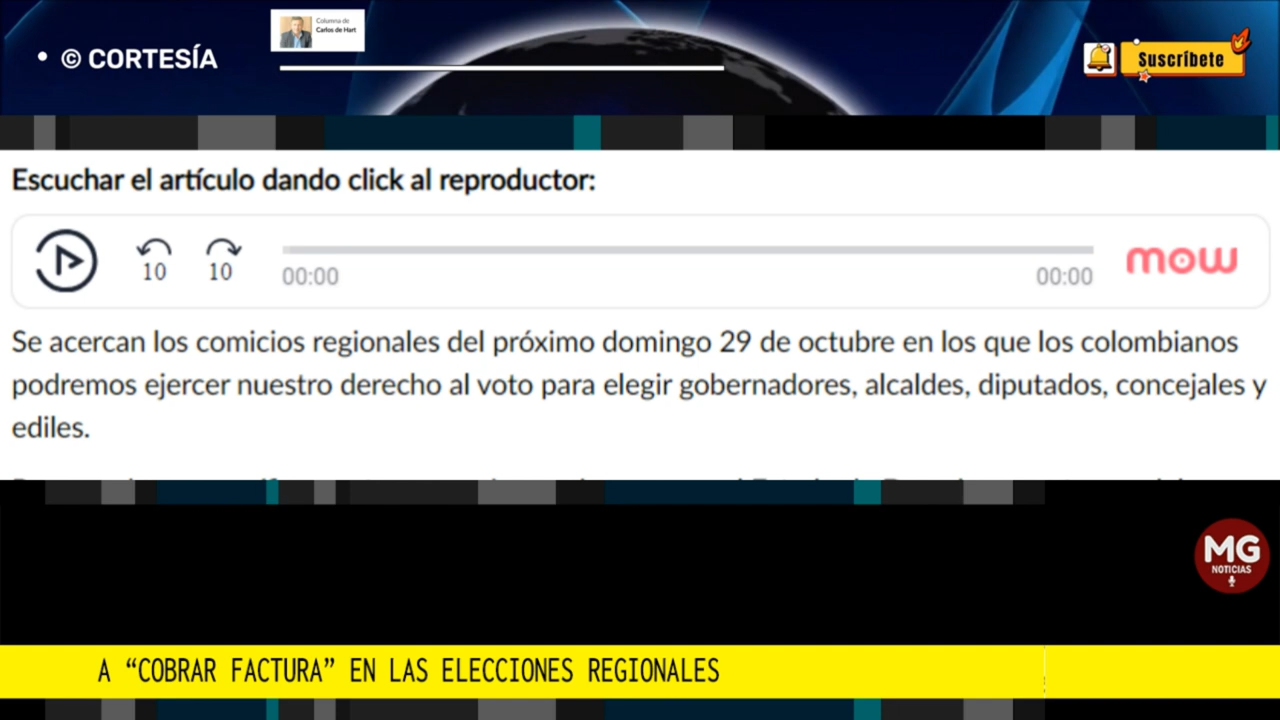 Columna de
Carlos de Hart
• © CORTESÍA
Suscríbete
Escuchar el artículo dando click al reproductor:
10
10
00:00
00:00
mow
Se acercan los comicios regionales del próximo domingo 29 de octubre en los que los colombianos
podremos ejercer nuestro derecho al voto para elegir gobernadores, alcaldes, diputados, concejales y
ediles.
MG
NOTICIAS
A “COBRAR FACTURA” EN LAS ELECCIONES REGIONALES